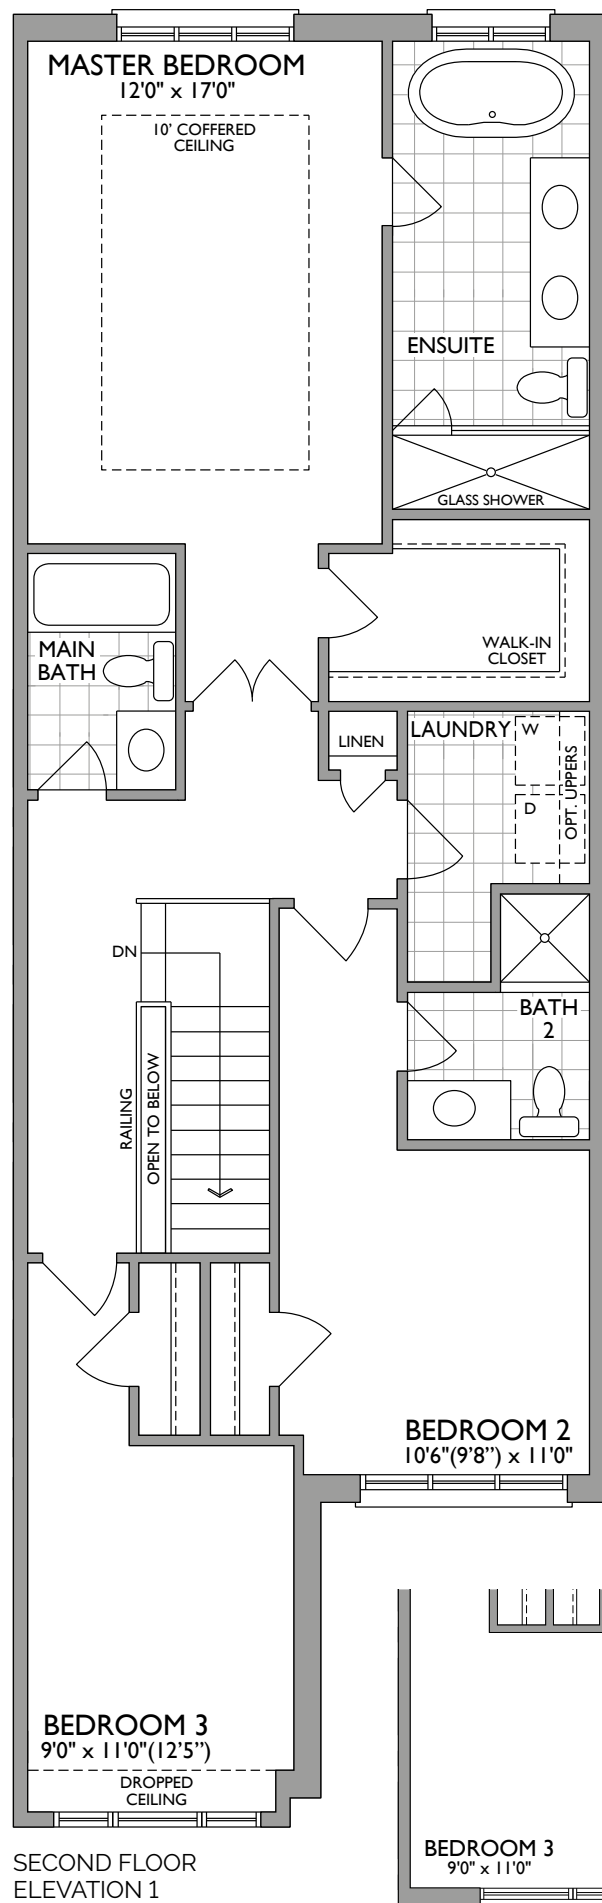 MASTER BEDROOM
12'0" x 17'0"
10' COFFERED
CEILING
ENSUITE
GLASS SHOWER
MAIN
BATH
WALK-IN
CLOSET
LINEN
LAUNDRY
W
D
OPT. UPPERS
DN
RAILING
OPEN TO BELOW
BATH
2
BEDROOM 2
10'6"(9'8”) x 11'0"
BEDROOM 3
9'0" x 11'0"(12'5”)
DROPPED
CEILING
SECOND FLOOR
ELEVATION 1
BEDROOM 3
9'0" x 11'0"